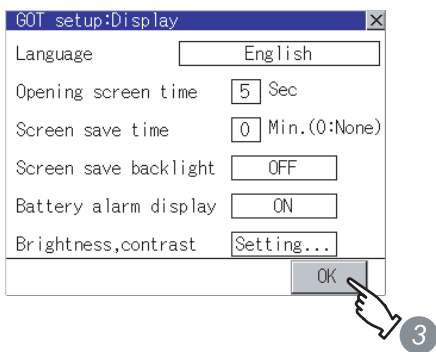 GOT setup:Display ×
Language English
Opening screen time 5 Sec
Screen save time 0 Min.(0:None)
Screen save backlight OFF
Battery alarm display ON
Brightness,contrast Setting...
OK
3